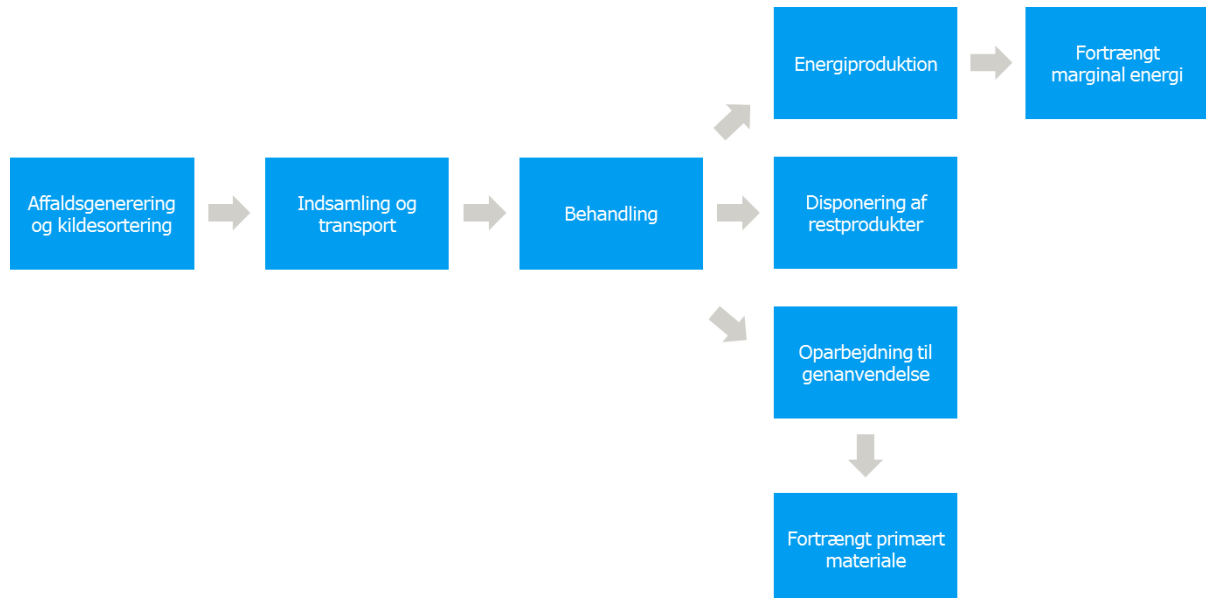 Affaldsgenerering
og kildesortering
Indsamling og
transport
Behandling
Energiproduktion
Fortrængt
marginal energi
Disponering af
restprodukter
Oparbejdning til
genanvendelse
Fortrængt primært
materiale